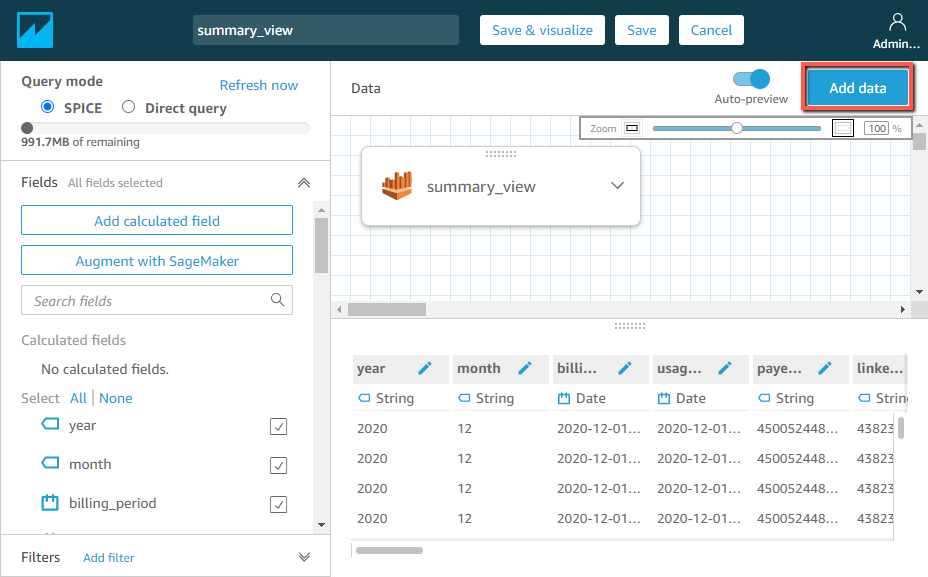 summary_view
Save & visualize
Save
Cancel
Admin...
Query mode
Refresh now
SPICE
Direct query
991.7MB of remaining
Data
Auto-preview
Add data
Zoom
100 %
Fields All fields selected
Add calculated field
Augment with SageMaker
Search fields
Calculated fields
No calculated fields.
Select All | None
year
month
billing_period
Filters Add filter
summary_view
year month billi... usag... paye... linke...
String String Date Date String String
2020 12 2020-12-01... 2020-12-01... 450052448... 43823
2020 12 2020-12-01... 2020-12-01... 450052448... 43823
2020 12 2020-12-01... 2020-12-01... 450052448... 43823
2020 12 2020-12-01... 2020-12-01... 450052448... 43823